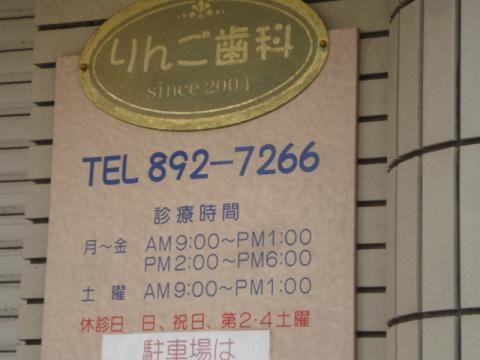 りんご歯科
since 2004
TEL 892-7266
診療時間
月～金 AM9:00～PM1:00
PM2:00～PM6:00
土 曜 AM9:00～PM1:00
休診日 日、祝日、第2・4土曜
駐車場は